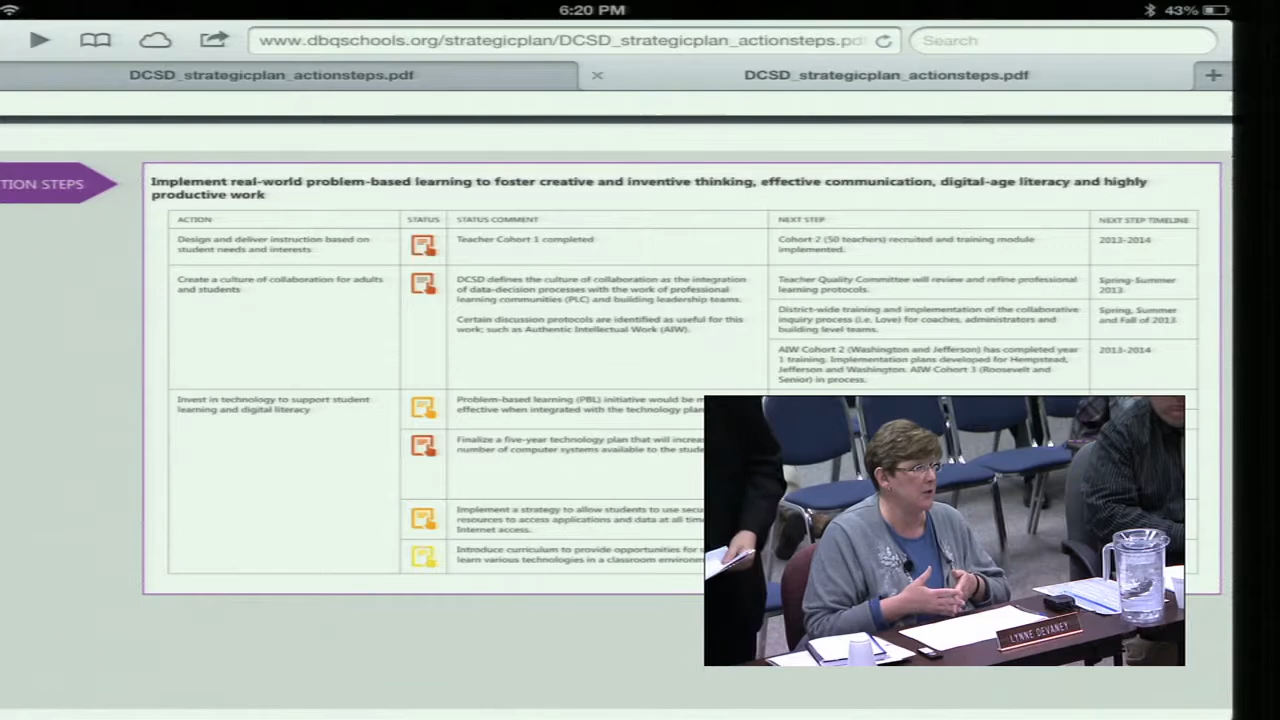 6:20 PM
43%
www.dbqschools.org/strategicplan/DCSD_strategicplan_actionsteps.pd
Search
DCSD_strategicplan_actionsteps.pdf
DCSD_strategicplan_actionsteps.pdf
TION STEPS
Implement real-world problem-based learning to foster creative and inventive thinking, effective communication, digital-age literacy and highly
productive work
ACTION
STATUS
STATUS COMMENT
NEXT STEP
NEXT STEP TIMELINE
Design and deliver instruction based on
student needs and interests
Teacher Cohort 1 completed
Cohort 2 (50 teachers) recruited and training module
implemented.
2013-2014
Create a culture of collaboration for adults
and students
DCSD defines the culture of collaboration as the integration
of data-decision processes with the work of professional
learning communities (PLC) and building leadership teams.
Certain discussion protocols are identified as useful for this
work; such as Authentic Intellectual Work (AIW).
Teacher Quality Committee will review and refine professional
learning protocols.
Spring-Summer
2013.
District-wide training and implementation of the collaborative
inquiry process (i.e. Love) for coaches, administrators and
building level teams.
Spring, Summer
and Fall of 2013
AIW Cohort 2 (Washington and Jefferson) has completed year
1 training. Implementation plans developed for Hempstead,
Jefferson and Washington. AIW Cohort 3 (Roosevelt and
Senior) in process.
2013-2014
Invest in technology to support student
learning and digital literacy
Problem-based learning (PBL) initiative would be m
effective when integrated with the technology plan
Finalize a five-year technology plan that will increas
number of computer systems available to the stude
Implement a strategy to allow students to use secu
resources to access applications and data at all tim
Internet access.
Introduce curriculum to provide opportunities for s
learn various technologies in a classroom environm
LYNNE DEVANEY